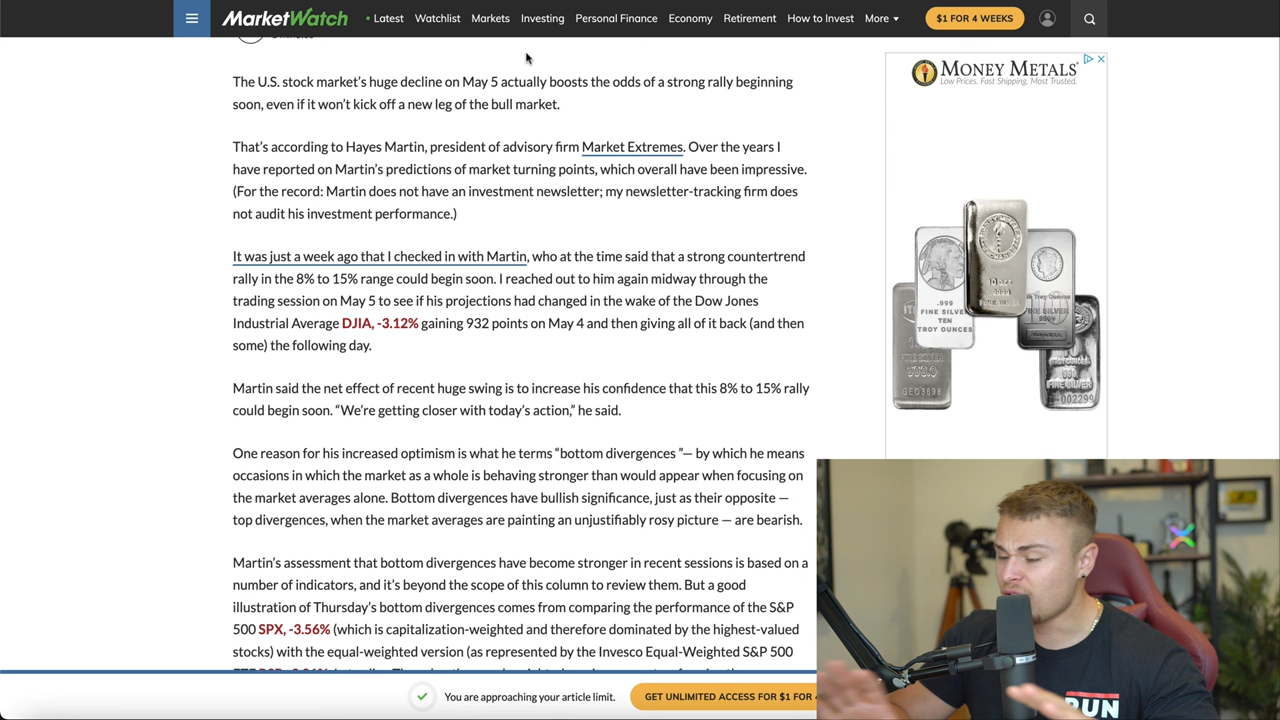 MarketWatch
• Latest Watchlist Markets Investing Personal Finance Economy Retirement How to Invest More
$1 FOR 4 WEEKS
The U.S. stock market's huge decline on May 5 actually boosts the odds of a strong rally beginning
soon, even if it won't kick off a new leg of the bull market.
That's according to Hayes Martin, president of advisory firm Market Extremes. Over the years I
have reported on Martin's predictions of market turning points, which overall have been impressive.
(For the record: Martin does not have an investment newsletter; my newsletter-tracking firm does
not audit his investment performance.)
It was just a week ago that I checked in with Martin, who at the time said that a strong countertrend
rally in the 8% to 15% range could begin soon. I reached out to him again midway through the
trading session on May 5 to see if his projections had changed in the wake of the Dow Jones
Industrial Average DJIA, -3.12% gaining 932 points on May 4 and then giving all of it back (and then
some) the following day.
Martin said the net effect of recent huge swing is to increase his confidence that this 8% to 15% rally
could begin soon. “We're getting closer with today's action,” he said.
One reason for his increased optimism is what he terms “bottom divergences ”— by which he means
occasions in which the market as a whole is behaving stronger than would appear when focusing on
the market averages alone. Bottom divergences have bullish significance, just as their opposite —
top divergences, when the market averages are painting an unjustifiably rosy picture — are bearish.
Martin's assessment that bottom divergences have become stronger in recent sessions is based on a
number of indicators, and it's beyond the scope of this column to review them. But a good
illustration of Thursday's bottom divergences comes from comparing the performance of the S&P
500 SPX, -3.56% (which is capitalization-weighted and therefore dominated by the highest-valued
stocks) with the equal-weighted version (as represented by the Invesco Equal-Weighted S&P 500
You are approaching your article limit.
GET UNLIMITED ACCESS FOR $1 FOR 4
MONEY METALS
Low Prices. Fast Shipping. Most Trusted.
.999
FINE SILVER
TEN
TROY OUNCES
RUN